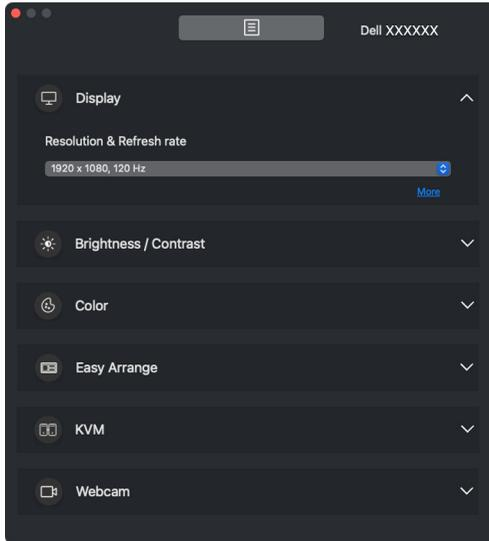 Dell XXXXXX
Display
Resolution & Refresh rate
1920 x 1080, 120 Hz
More
Brightness / Contrast
Color
Easy Arrange
KVM
Webcam